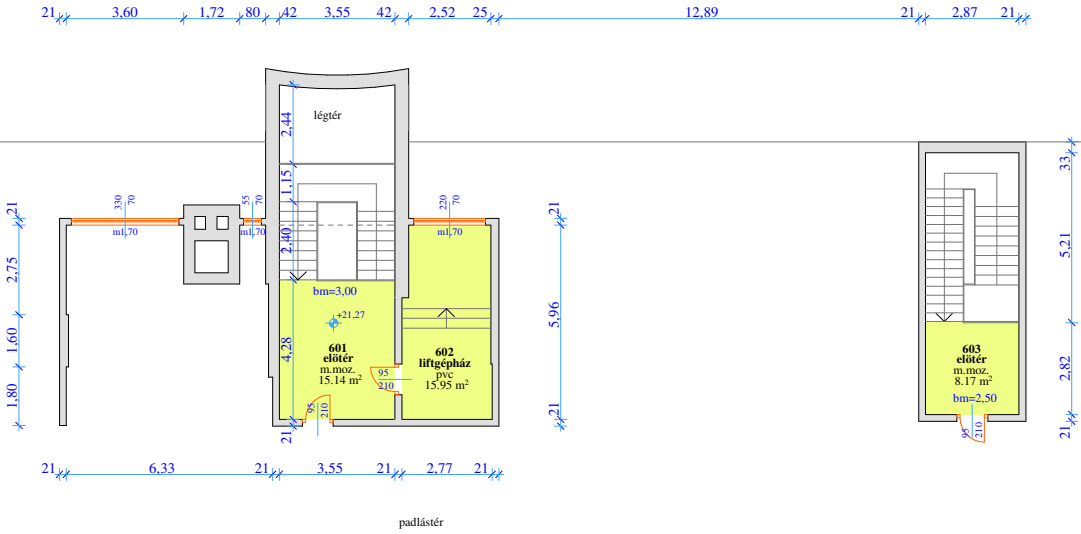 21 3,60 1,72 80 42 3,55 42 2,52 25 12,89 21 2,87 21
légtér
2,44
33
1,15
330 70
55 70
220 70
21
21
m1,70
m1,70
m1,70
2,40
2,75
5,21
bm=3,00
+21,27
5,96
1,60
4,28
601
előtér
m.moz.
15.14 m²
602
liftgépház
pvc
15.95 m²
603
előtér
m.moz.
8.17 m²
bm=2,50
2,82
95
210
1,80
95 210
21
95 210
21
21
21 6,33 21 3,55 21 2,77 21
padlástér